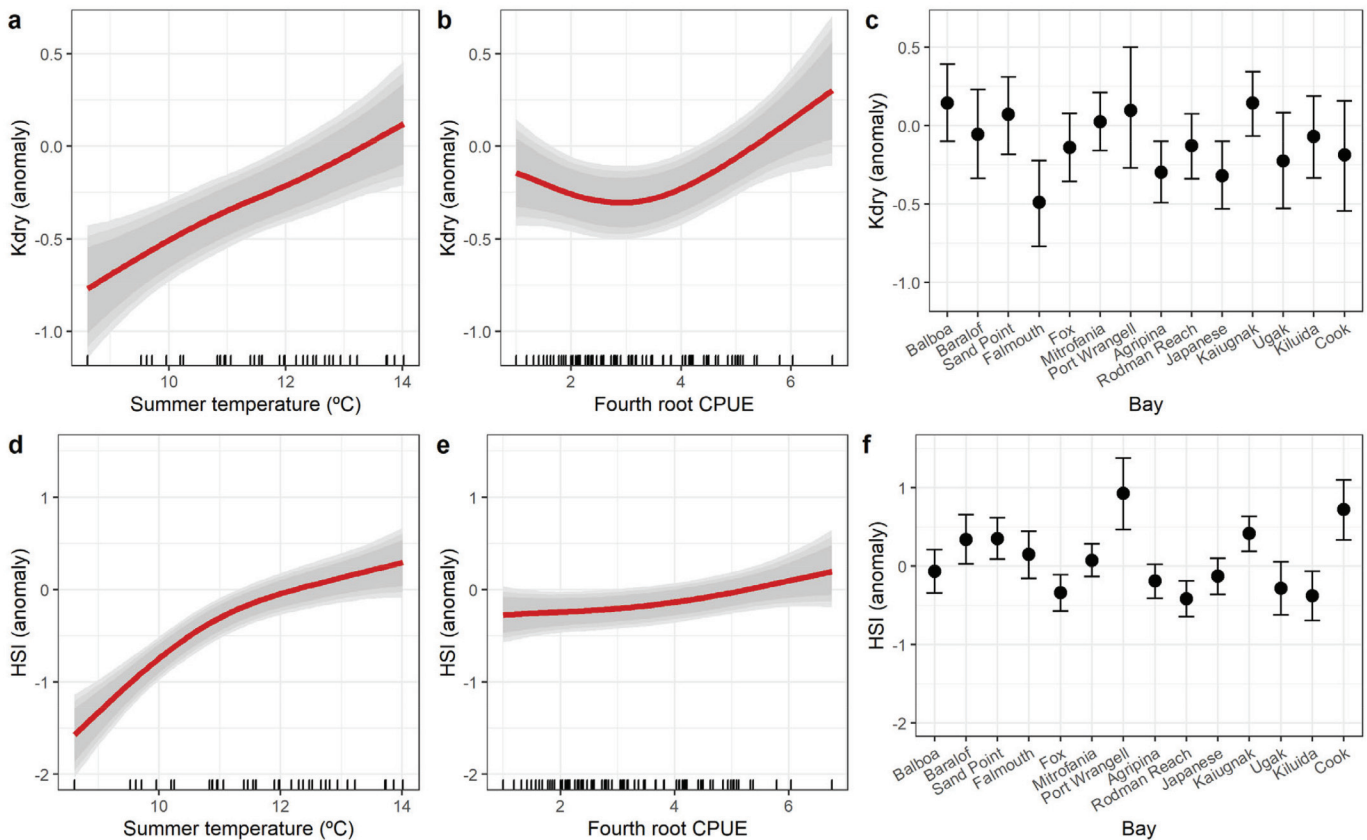 a
Kdry (anomaly)
0.5
0.0
-0.5
-1.0
10
12
14
Summer temperature (ºC)
b
Kdry (anomaly)
0.5
0.0
-0.5
-1.0
2
4
6
Fourth root CPUE
c
Kdry (anomaly)
0.5
0.0
-0.5
-1.0
Balboa
Baralof
Sand Point
Falmouth
Fox
Mitrofania
Port Wrangell
Agripina
Rodman Reach
Japanese
Kaiugnak
Ugak
Kiluida
Cook
Bay
d
HSI (anomaly)
1
0
-1
-2
10
12
14
Summer temperature (ºC)
e
HSI (anomaly)
1
0
-1
-2
2
4
6
Fourth root CPUE
f
HSI (anomaly)
1
0
-1
-2
Balboa
Baralof
Sand Point
Falmouth
Fox
Mitrofania
Port Wrangell
Agripina
Rodman Reach
Japanese
Kaiugnak
Ugak
Kiluida
Cook
Bay